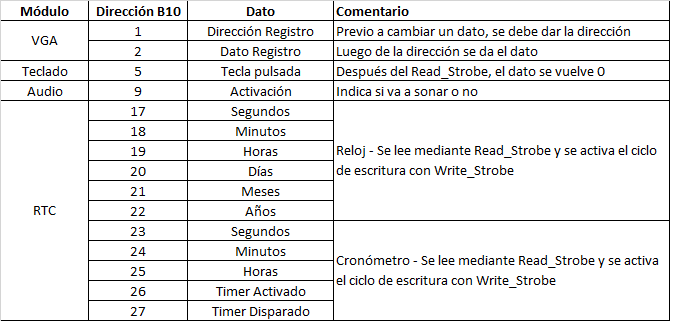 Módulo Dirección B10 Dato Comentario
VGA
1 Dirección Registro Previo a cambiar un dato, se debe dar la dirección
2 Dato Registro Luego de la dirección se da el dato
Teclado 5 Tecla pulsada Después del Read_Strobe, el dato se vuelve 0
Audio 9 Activación Indica si va a sonar o no
RTC
17 Segundos
18 Minutos
19 Horas
20 Días
21 Meses
22 Años
Reloj - Se lee mediante Read_Strobe y se activa el ciclo
de escritura con Write_Strobe
23 Segundos
24 Minutos
25 Horas
26 Timer Activado
27 Timer Disparado
Cronómetro - Se lee mediante Read_Strobe y se activa
el ciclo de escritura con Write_Strobe